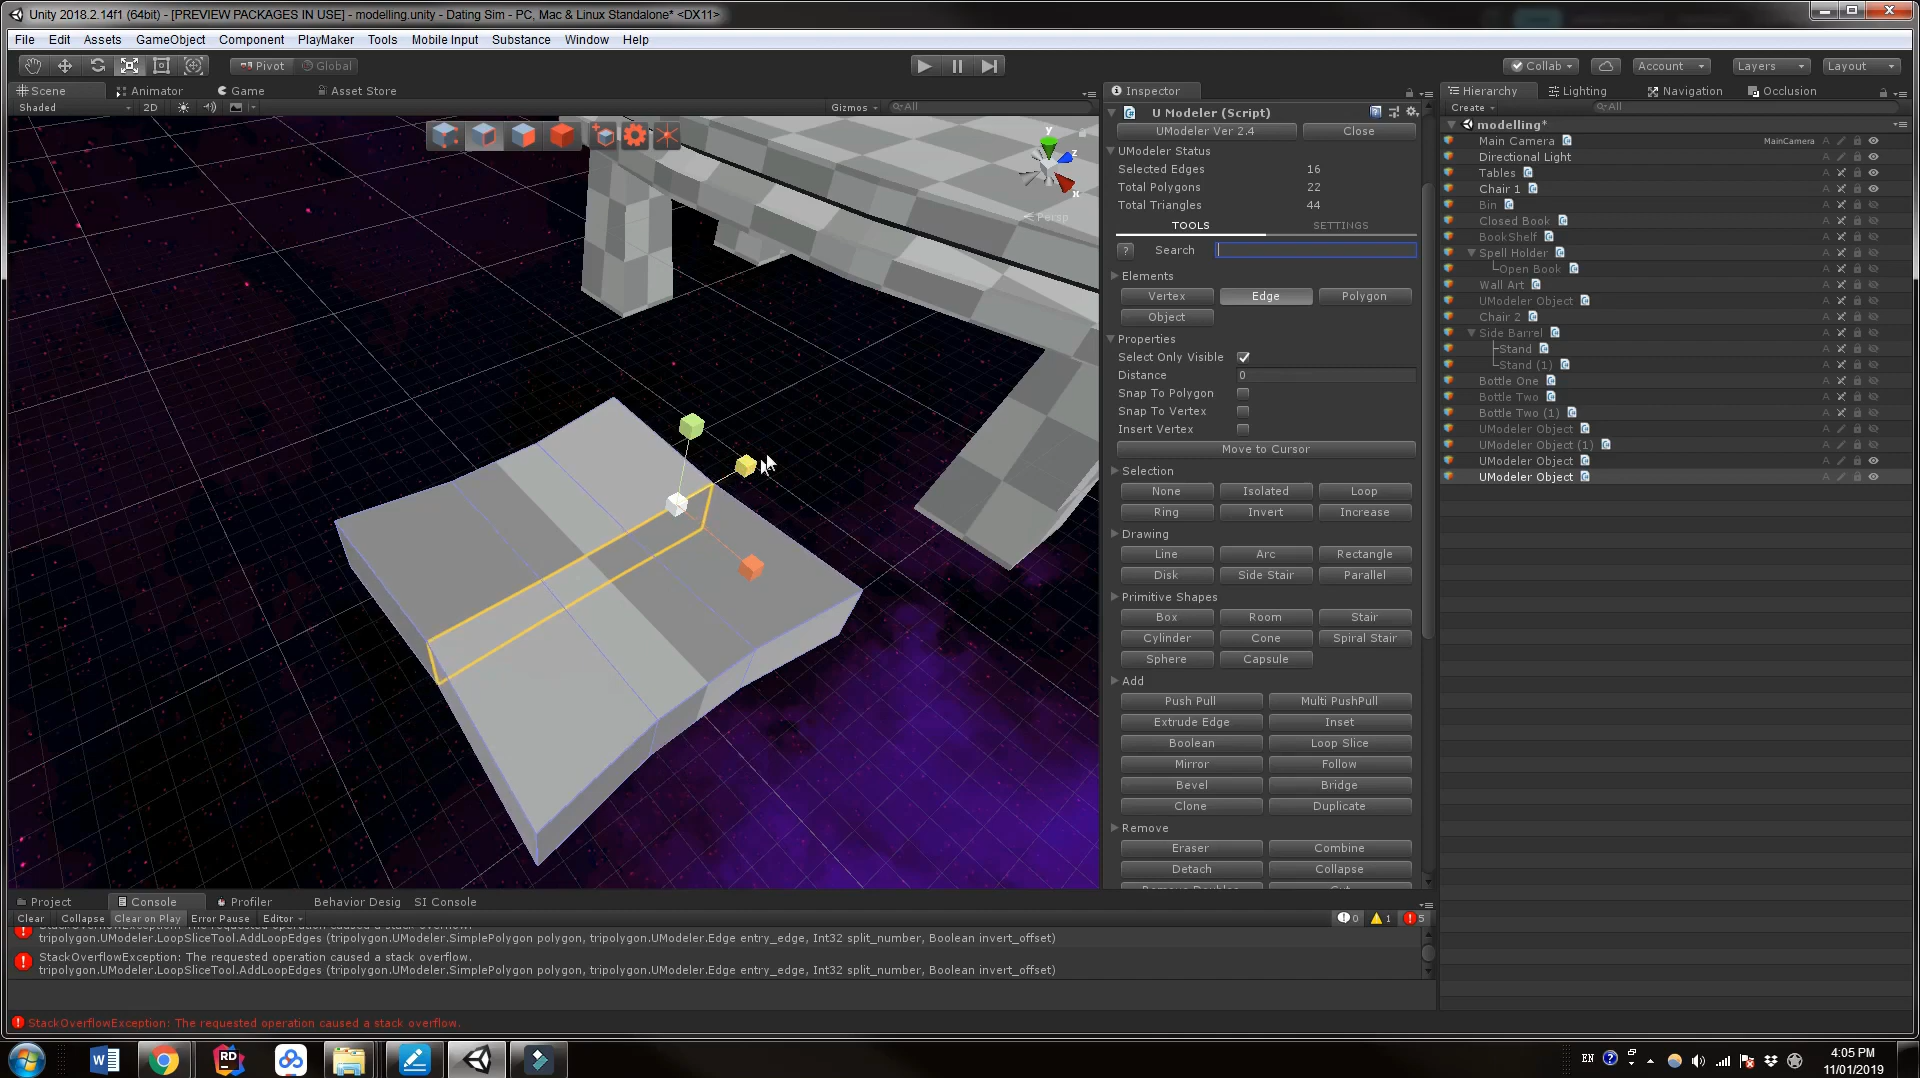 Unity 2018.2.14f1 (64bit) - [PREVIEW PACKAGES IN USE] - modelling.unity - Dating Sim - PC, Mac & Linux Standalone* <DX11>
File Edit Assets GameObject Component PlayMaker Tools Mobile Input Substance Window Help
Pivot Global Collab Account Layers Layout
Scene Animator Game Asset Store
Shaded 2D Gizmos All
y
z
x
Persp
Inspector
U Modeler (Script)
UModeler Ver 2.4 Close
UModeler Status
Selected Edges 16
Total Polygons 22
Total Triangles 44
TOOLS SETTINGS
? Search
Elements
Vertex Edge Polygon
Object
Properties
Select Only Visible
Distance 0
Snap To Polygon
Snap To Vertex
Insert Vertex
Move to Cursor
Selection
None Isolated Loop
Ring Invert Increase
Drawing
Line Arc Rectangle
Disk Side Stair Parallel
Primitive Shapes
Box Room Stair
Cylinder Cone Spiral Stair
Sphere Capsule
Add
Push Pull Multi PushPull
Extrude Edge Inset
Boolean Loop Slice
Mirror Follow
Bevel Bridge
Clone Duplicate
Remove
Eraser Combine
Detach Collapse
Hierarchy Lighting Navigation Occlusion
Create All
modelling*
Main Camera MainCamera
Directional Light
Tables
Chair 1
Bin
Closed Book
BookShelf
Spell Holder
Open Book
Wall Art
UModeler Object
Chair 2
Side Barrel
Stand
Stand (1)
Bottle One
Bottle Two
Bottle Two (1)
UModeler Object
UModeler Object (1)
UModeler Object
UModeler Object
Project Console Profiler Behavior Desig SI Console
Clear Collapse Clear on Play Error Pause Editor 0 1 5
StackOverflowException: The requested operation caused a stack overflow.
tripolygon.UModeler.LoopSliceTool.AddLoopEdges (tripolygon.UModeler.SimplePolygon polygon, tripolygon.UModeler.Edge entry_edge, Int32 split_number, Boolean invert_offset)
StackOverflowException: The requested operation caused a stack overflow.
tripolygon.UModeler.LoopSliceTool.AddLoopEdges (tripolygon.UModeler.SimplePolygon polygon, tripolygon.UModeler.Edge entry_edge, Int32 split_number, Boolean invert_offset)
StackOverflowException: The requested operation caused a stack overflow.
W RD EN 4:05 PM
11/01/2019